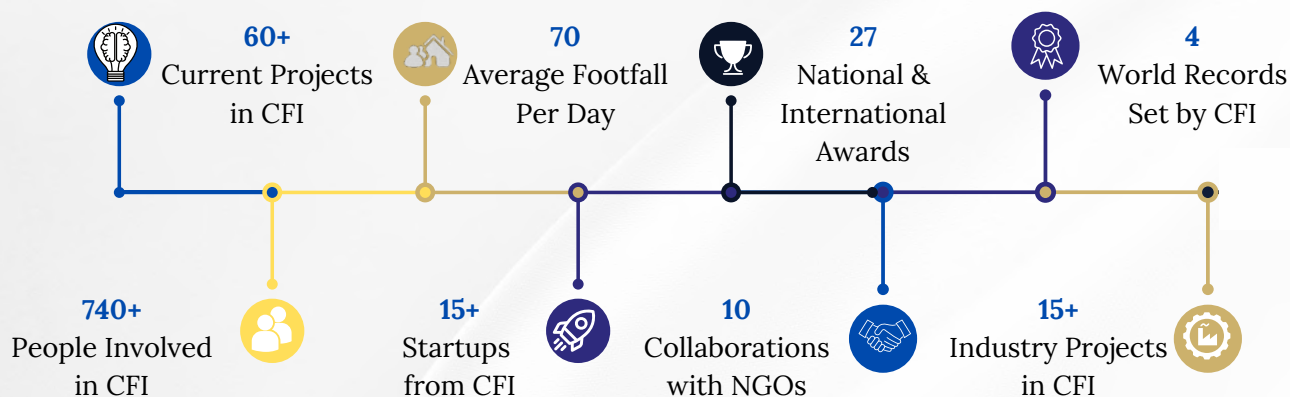 60+
Current Projects
in CFI
70
Average Footfall
Per Day
27
National &
International
Awards
4
World Records
Set by CFI
740+
People Involved
in CFI
15+
Startups
from CFI
10
Collaborations
with NGOs
15+
Industry Projects
in CFI